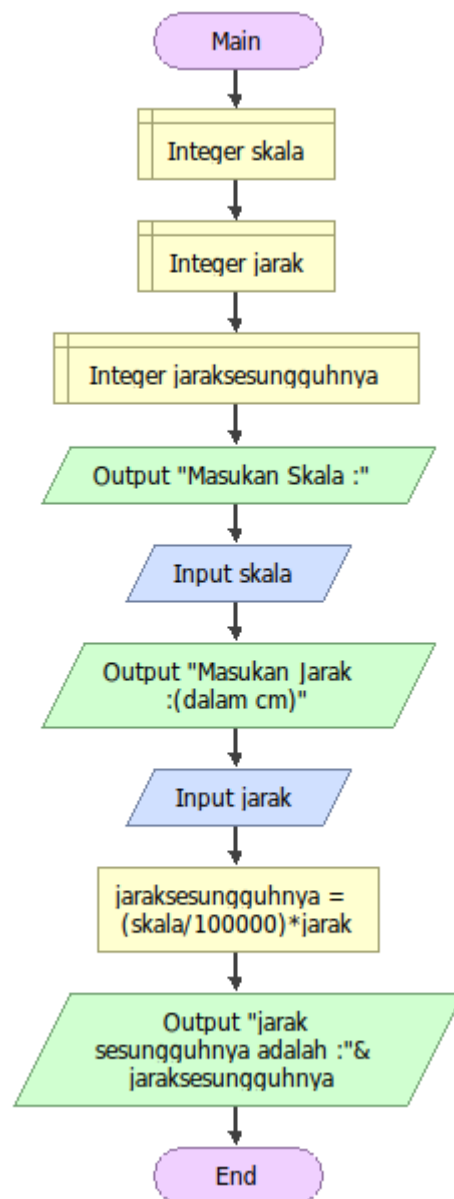 Main
Integer skala
Integer jarak
Integer jaraksesungguhnya
Output "Masukan Skala :"
Input skala
Output "Masukan Jarak
:(dalam cm)"
Input jarak
jaraksesungguhnya =
(skala/100000)*jarak
Output "jarak
sesungguhnya adalah :"&
jaraksesungguhnya
End